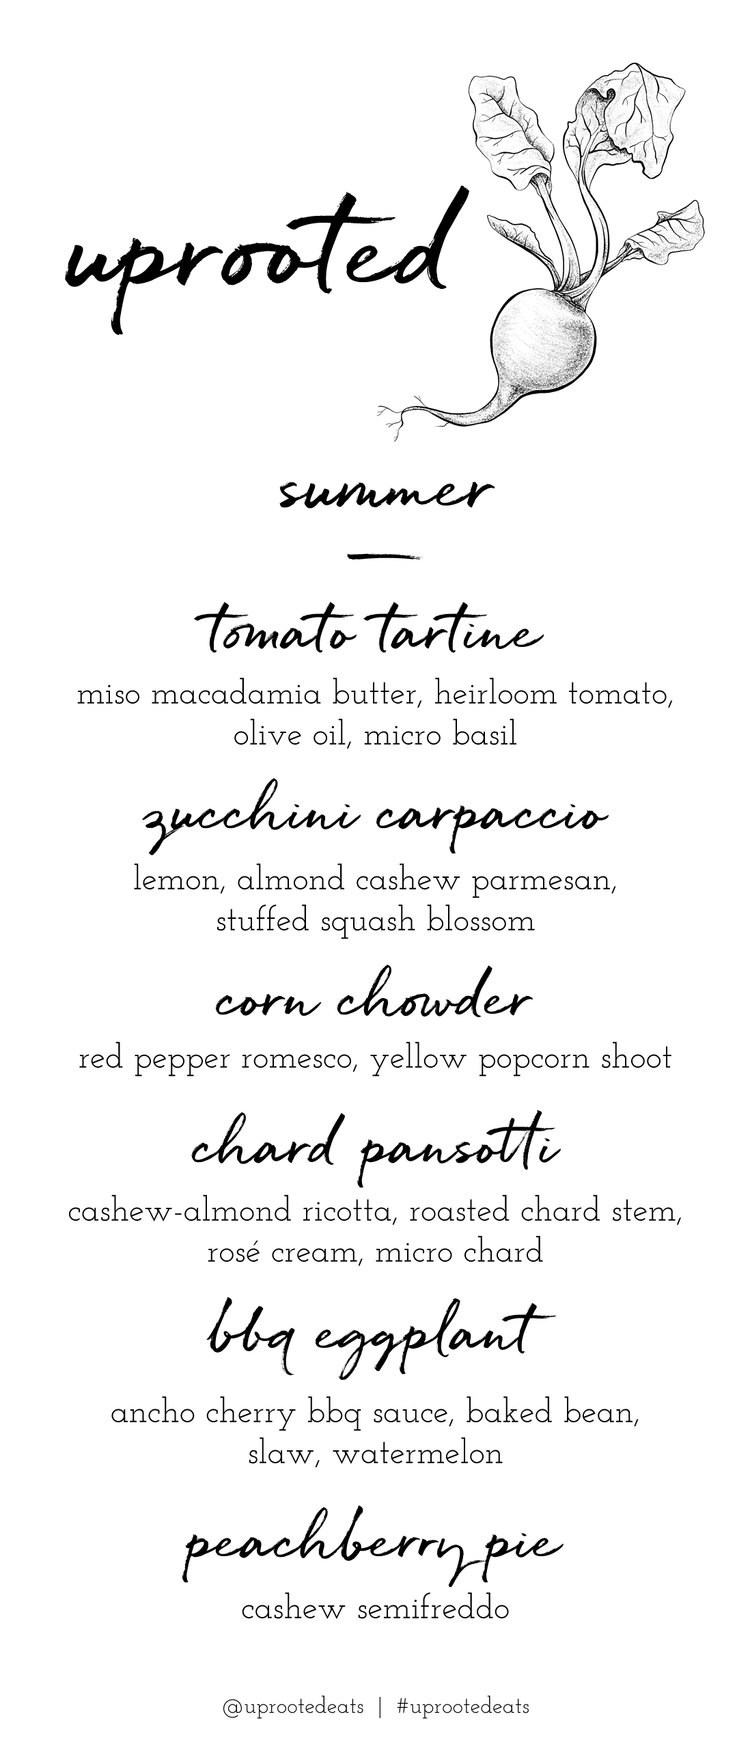 uprooted
summer
tomato tartine
miso macadamia butter, heirloom tomato,
olive oil, micro basil
zucchini carpaccio
lemon, almond cashew parmesan,
stuffed squash blossom
corn chowder
red pepper romesco, yellow popcorn shoot
chard pansotti
cashew-almond ricotta, roasted chard stem,
rosé cream, micro chard
bbq eggplant
ancho cherry bbq sauce, baked bean,
slaw, watermelon
peachberry pie
cashew semifreddo
@uprootedeats | #uprootedeats